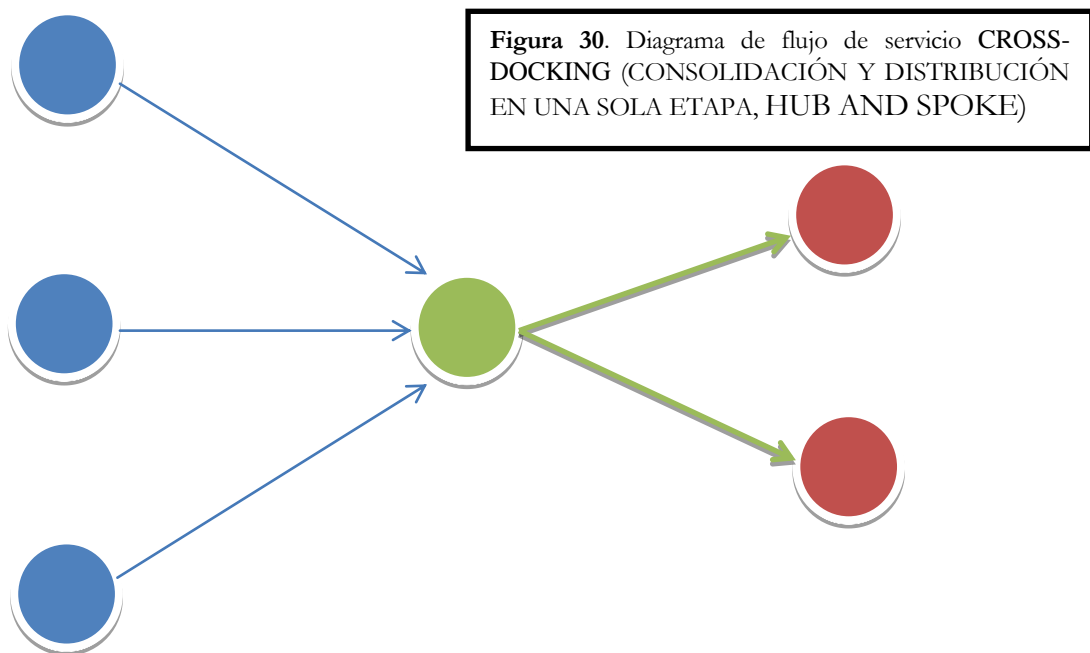 Figura 30. Diagrama de flujo de servicio CROSS-
DOCKING (CONSOLIDACIÓN Y DISTRIBUCIÓN
EN UNA SOLA ETAPA, HUB AND SPOKE)